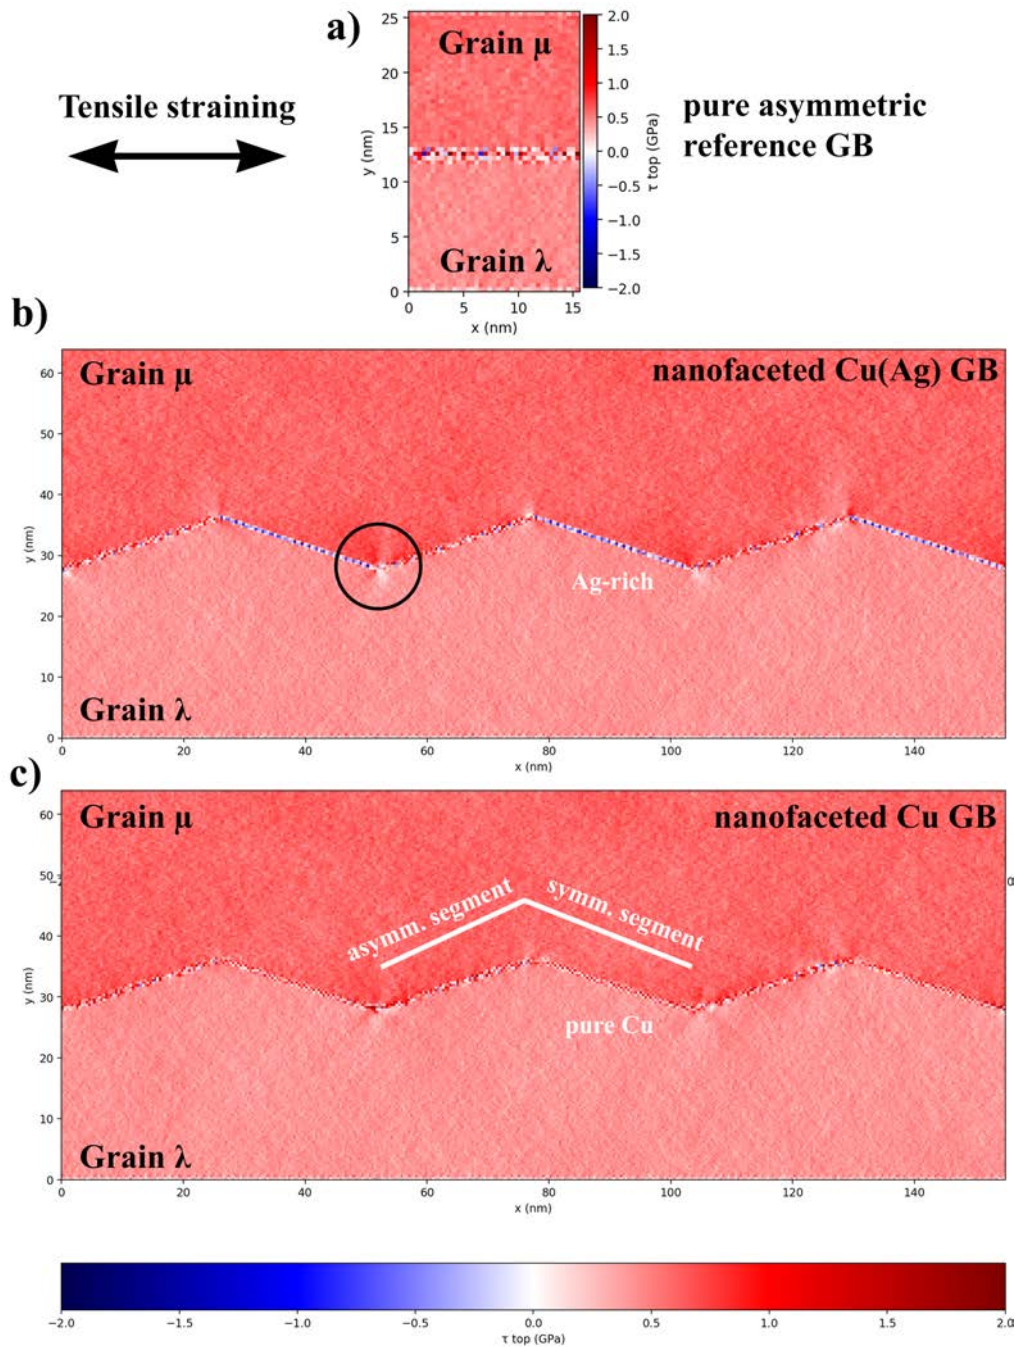 a)
Tensile straining
Grain μ
Grain λ
pure asymmetric
reference GB
25
20
15
10
5
0
y (nm)
0 5 10 15
x (nm)
2.0
1.5
1.0
0.5
0.0
−0.5
−1.0
−1.5
−2.0
τ top (GPa)
b)
Grain μ
nanofaceted Cu(Ag) GB
Ag-rich
Grain λ
60
50
40
30
20
10
0
y (nm)
0 20 40 60 80 100 120 140
x (nm)
c)
Grain μ
nanofaceted Cu GB
asymm. segment
symm. segment
pure Cu
Grain λ
60
50
40
30
20
10
0
y (nm)
0 20 40 60 80 100 120 140
x (nm)
−2.0 −1.5 −1.0 −0.5 0.0 0.5 1.0 1.5 2.0
τ top (GPa)